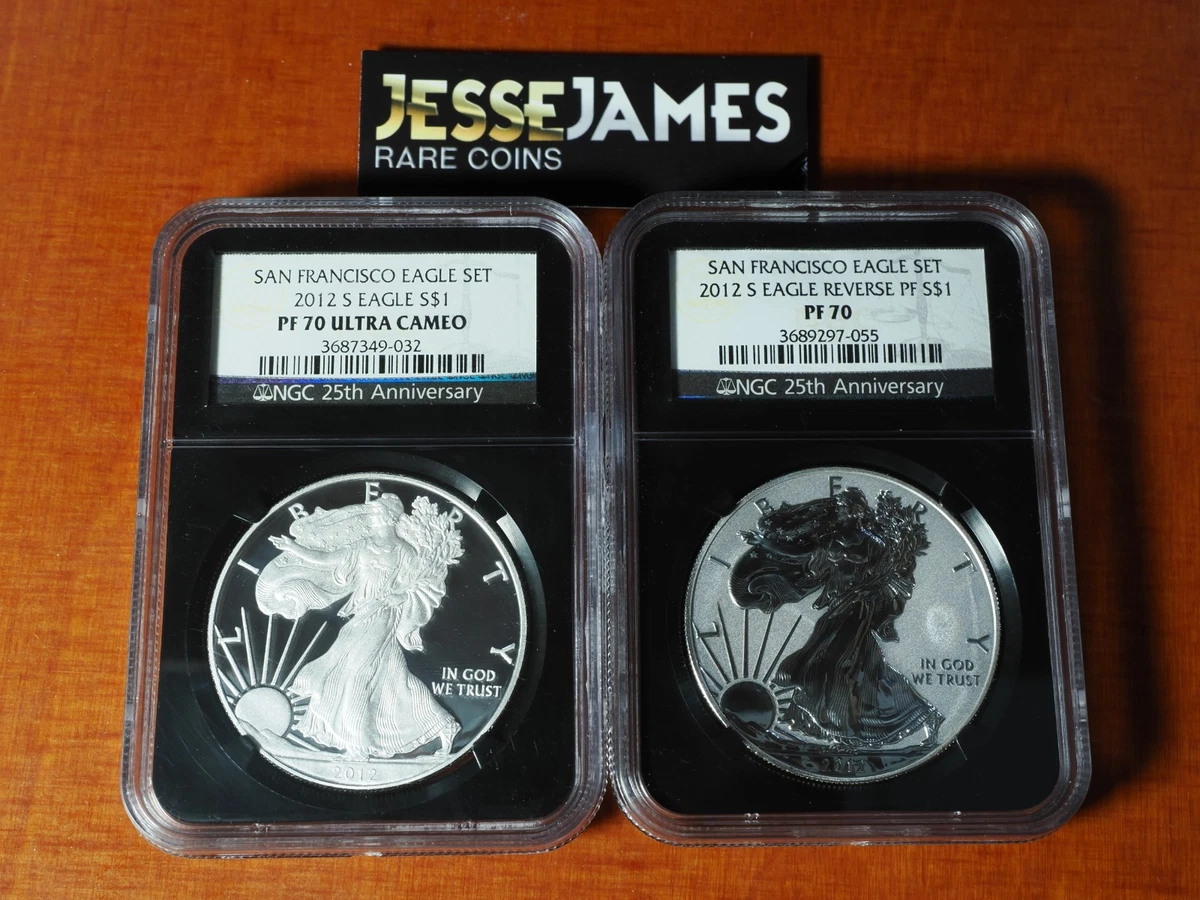 JESSEJAMES
RARE COINS
SAN FRANCISCO EAGLE SET
2012 S EAGLE S$1
PF 70 ULTRA CAMEO
3687349-032
NGC 25th Anniversary
SAN FRANCISCO EAGLE SET
2012 S EAGLE REVERSE PF S$1
PF 70
3689297-055
NGC 25th Anniversary
LIBERTY
IN GOD
WE TRUST
2012
LIBERTY
IN GOD
WE TRUST
2012